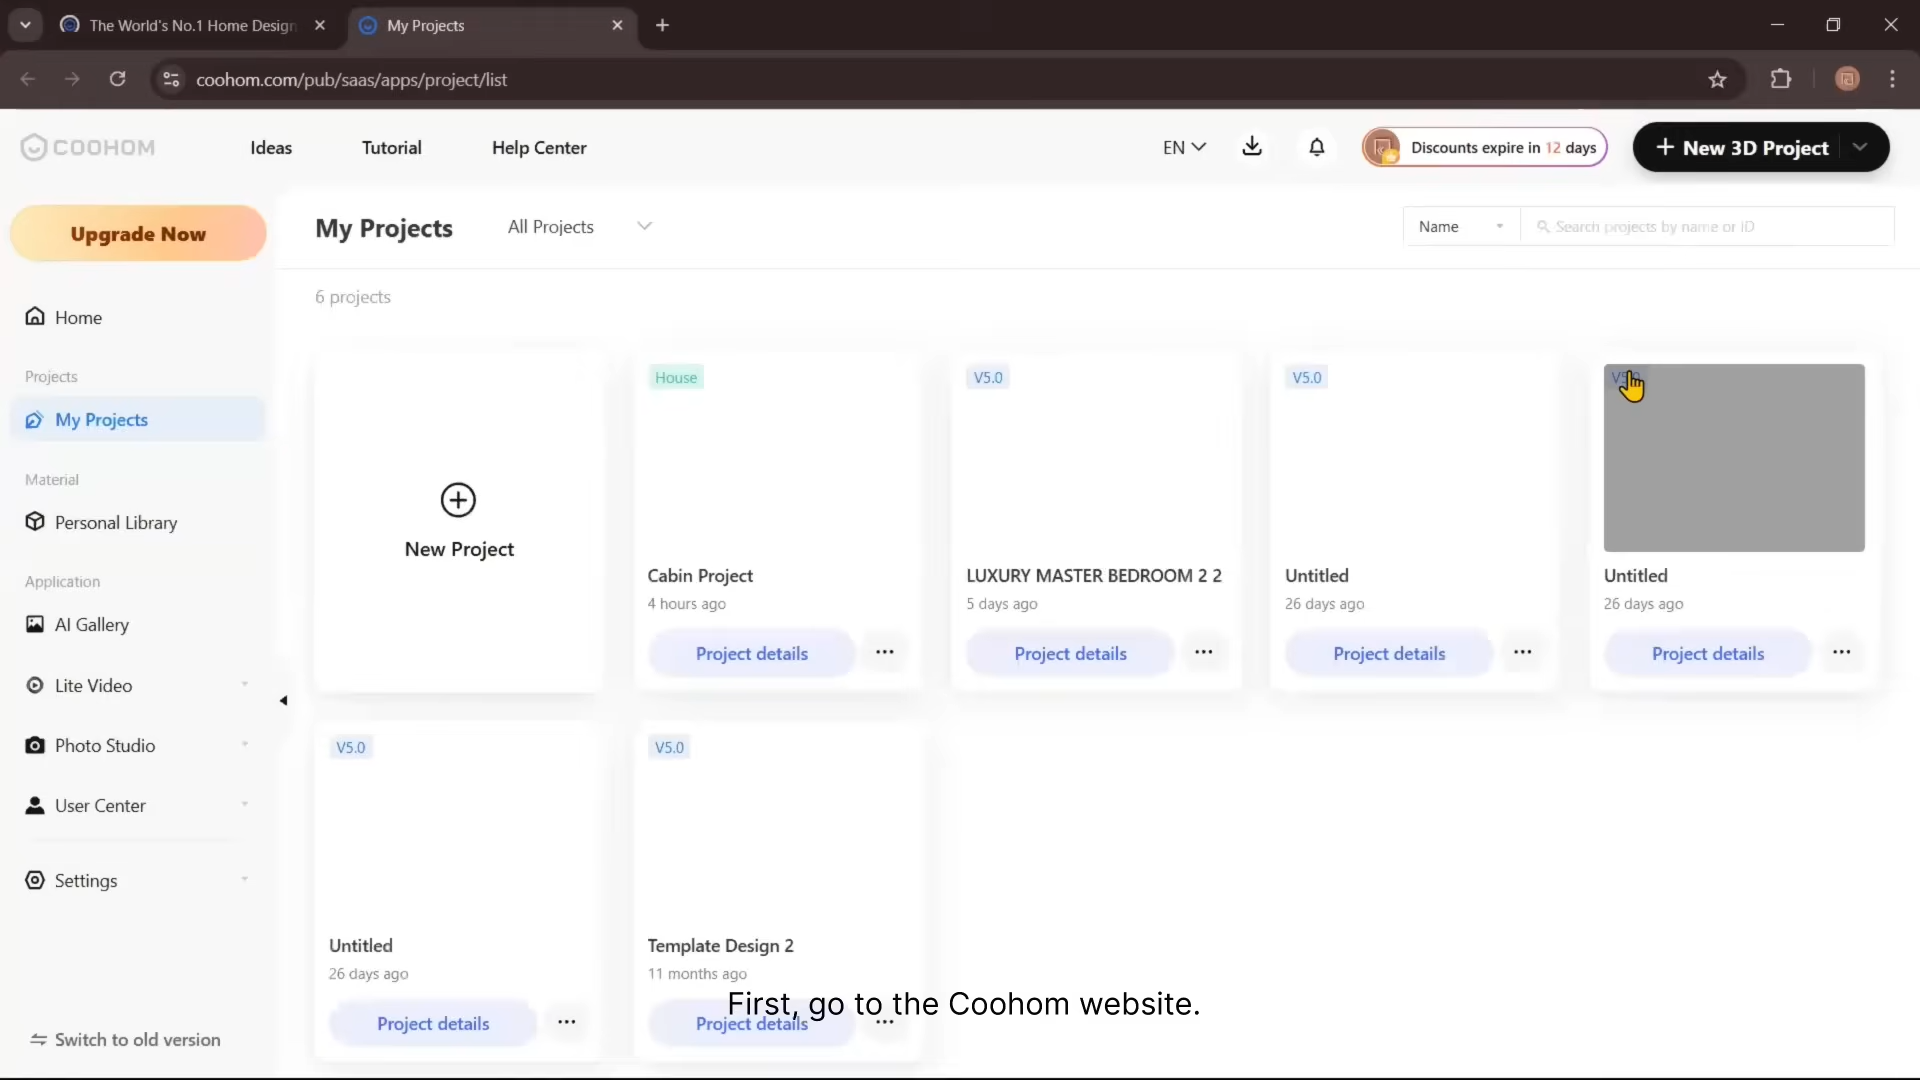 The World's No.1 Home Design
My Projects
coohom.com/pub/saas/apps/project/list
COOHOM
Ideas
Tutorial
Help Center
EN
Discounts expire in 12 days
New 3D Project
Upgrade Now
My Projects
All Projects
Name
Search projects by name or ID
6 projects
Home
Projects
My Projects
Material
Personal Library
Application
AI Gallery
Lite Video
Photo Studio
User Center
Settings
Switch to old version
New Project
House
Cabin Project
4 hours ago
Project details
V5.0
LUXURY MASTER BEDROOM 2 2
5 days ago
Project details
V5.0
Untitled
26 days ago
Project details
V5.0
Untitled
26 days ago
Project details
V5.0
Untitled
26 days ago
Project details
V5.0
Template Design 2
11 months ago
Project details
First, go to the Coohom website.